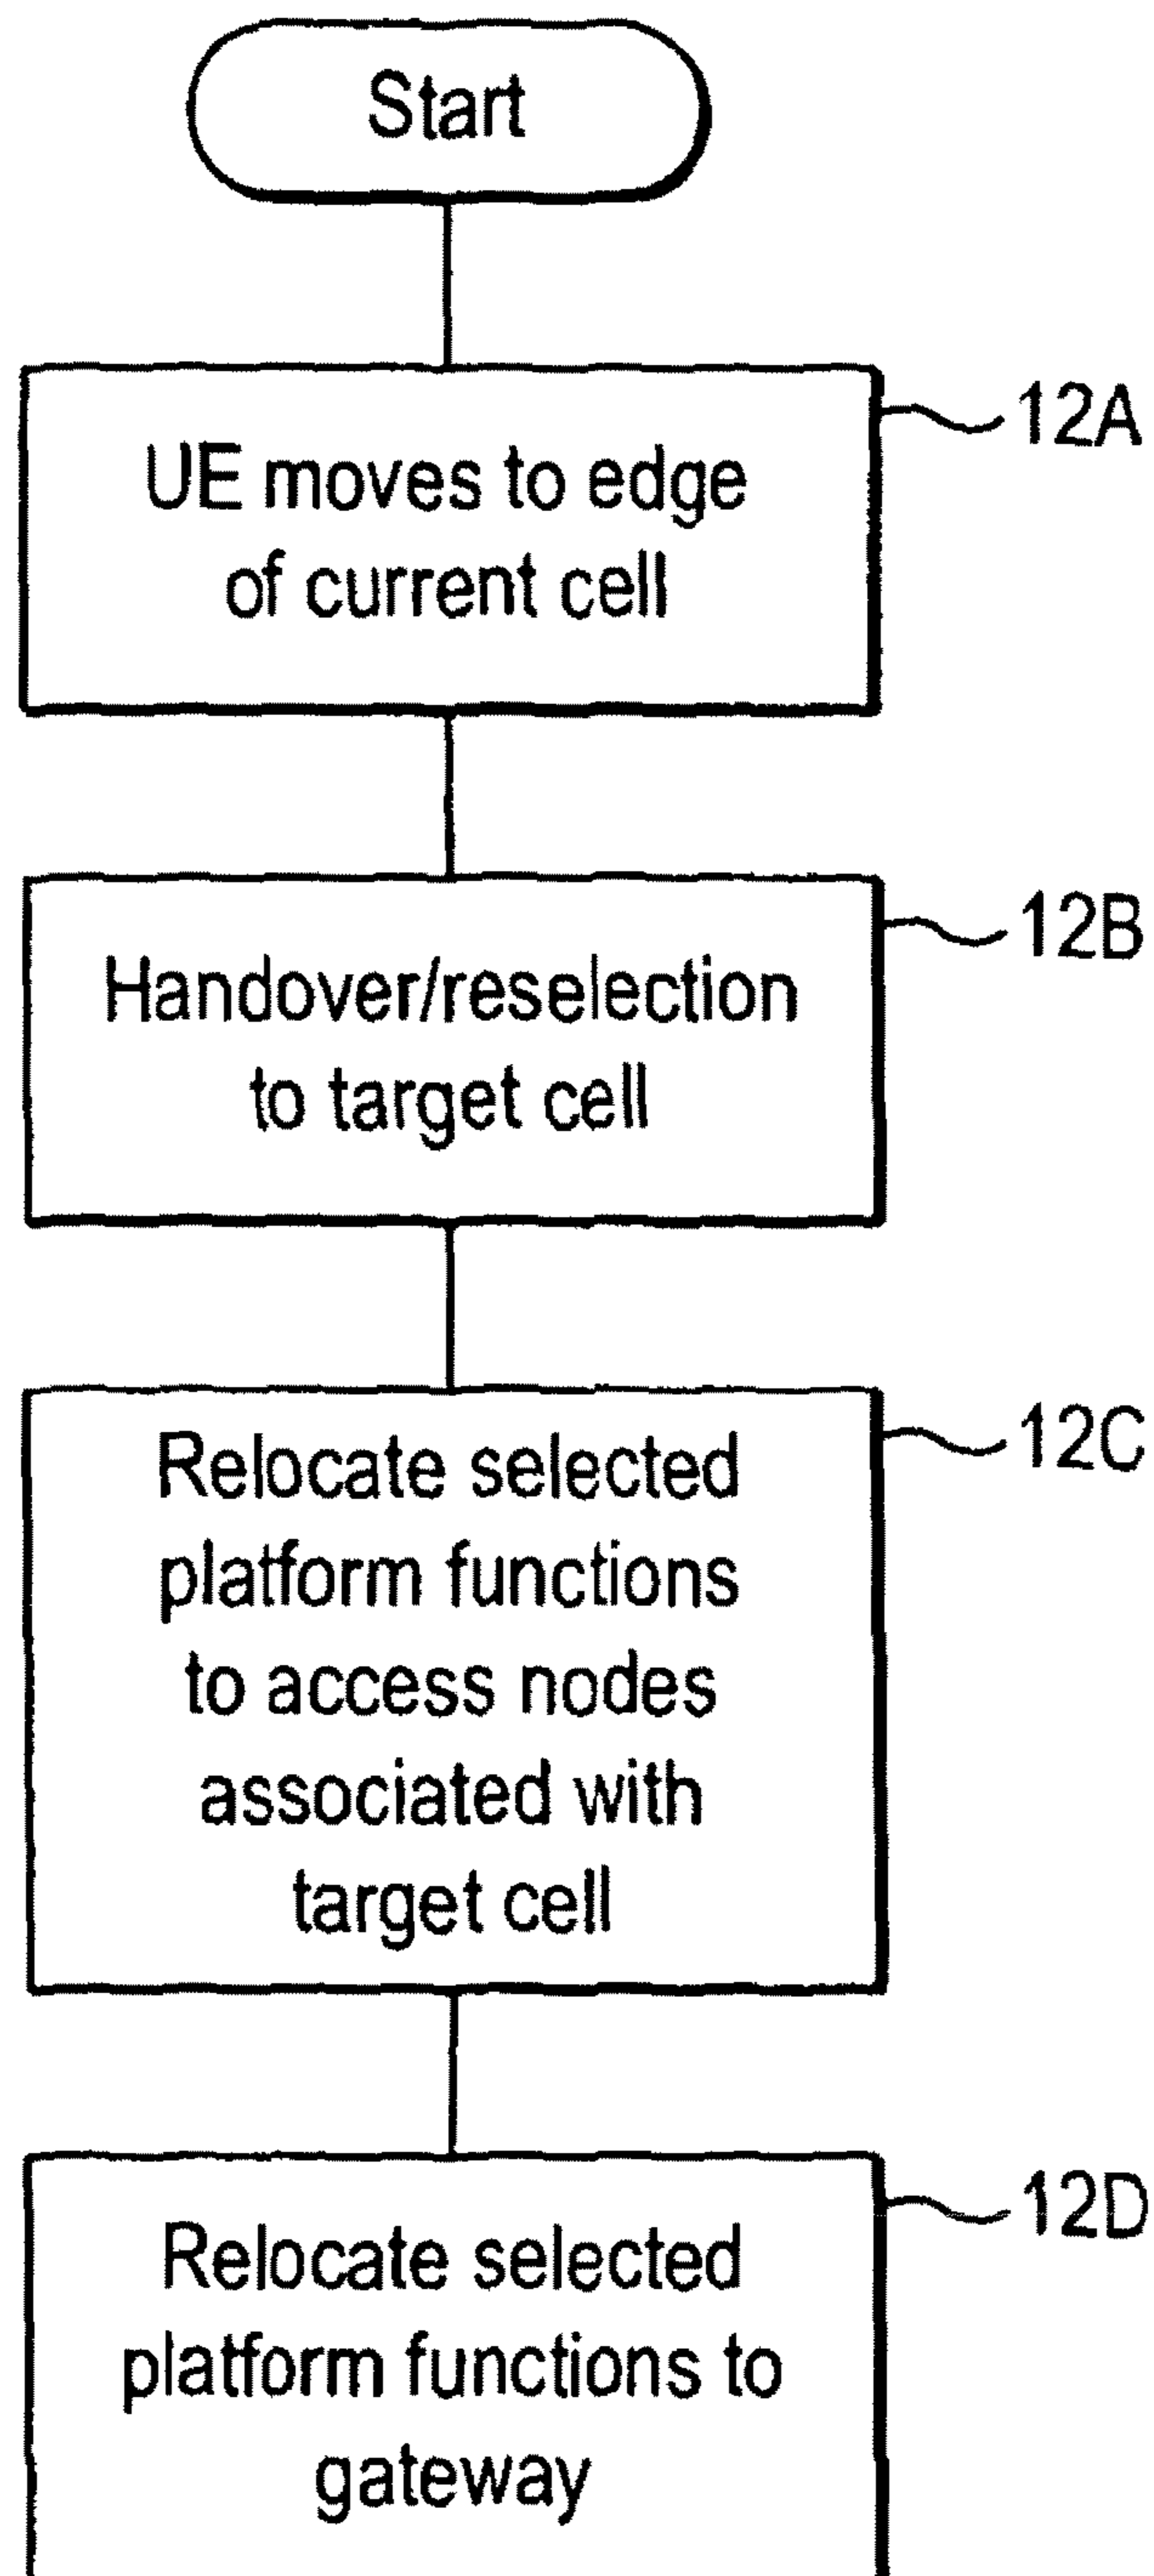 Start
12A
UE moves to edge
of current cell
12B
Handover/reselection
to target cell
12C
Relocate selected
platform functions
to access nodes
associated with
target cell
12D
Relocate selected
platform functions to
gateway